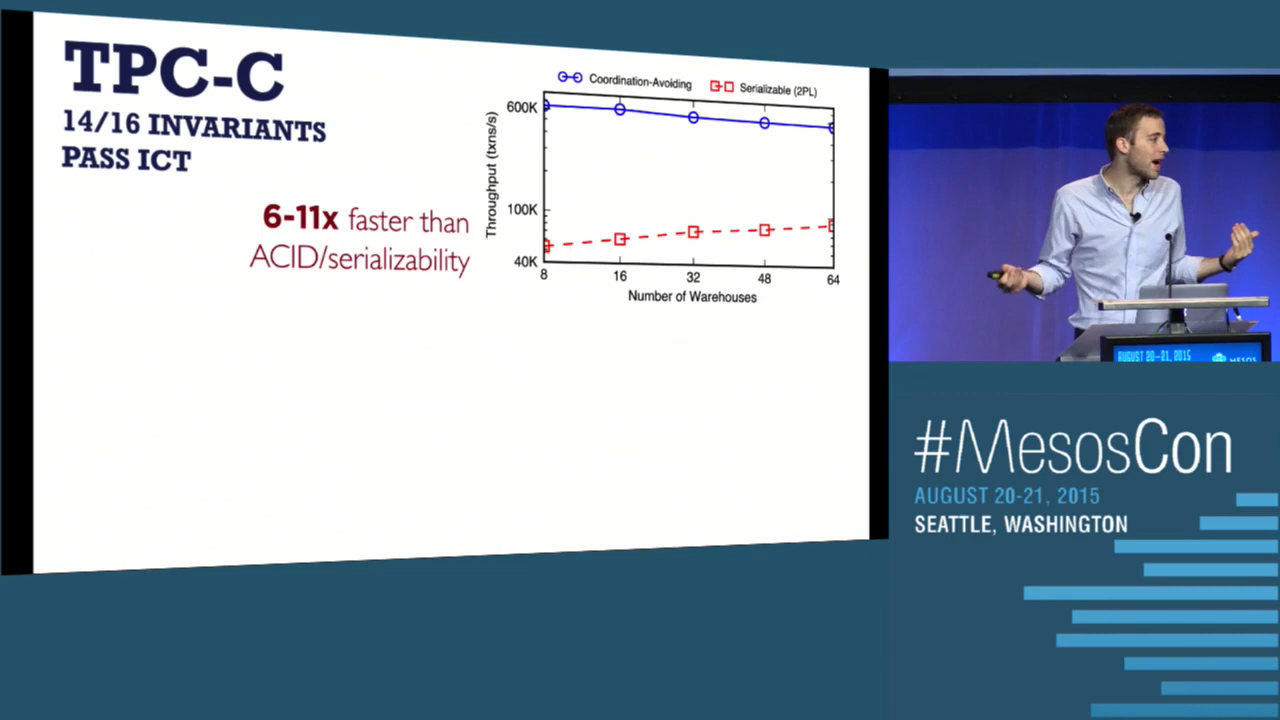 TPC-C
14/16 INVARIANTS
PASS ICT
6-11x faster than
ACID/serializability
Coordination-Avoiding
Serializable (2PL)
Throughput (txns/s)
600K
100K
40K
8 16 32 48 64
Number of Warehouses
AUGUST 20-21, 2015
MESOS
#MesosCon
AUGUST 20-21, 2015
SEATTLE, WASHINGTON